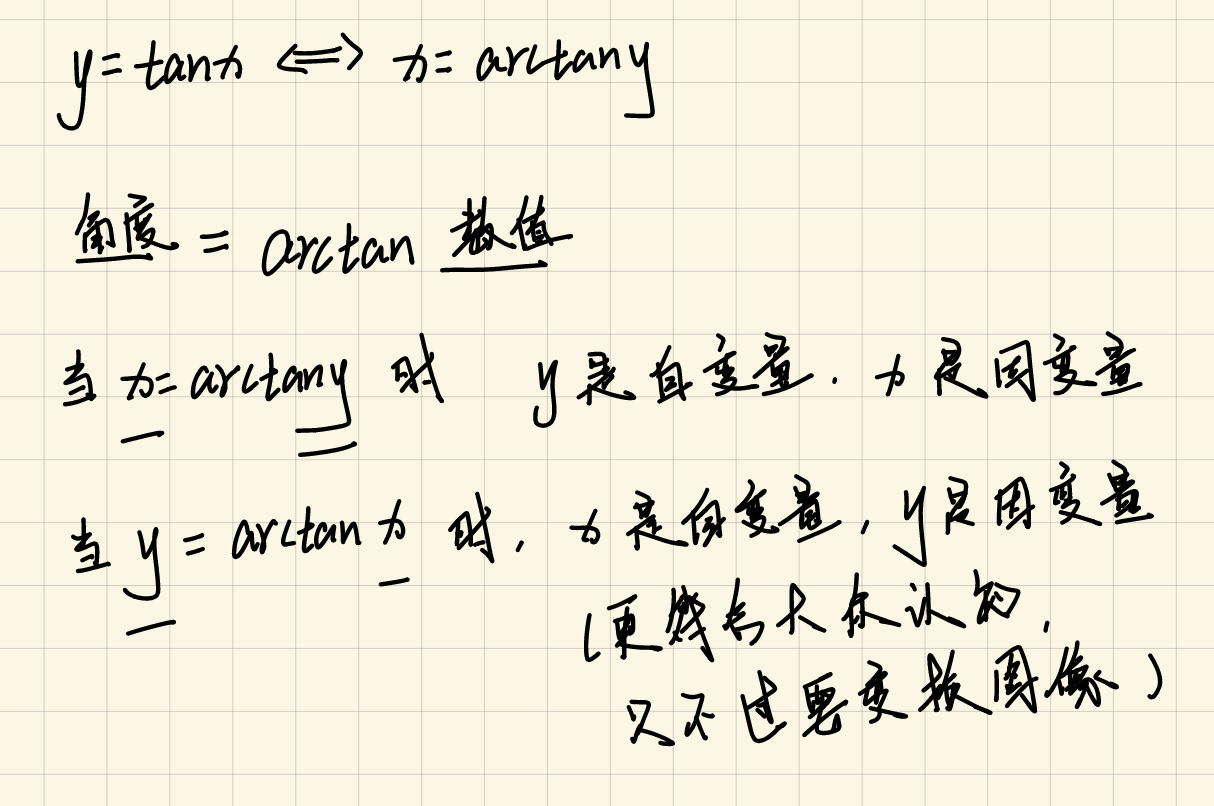 y=tanx ⟺ x=arctany
角度 = arctan 数值
当 x=arctany 时 y是自变量. x是因变量
当 y = arctan x 时, x是自变量, y是因变量
(更符合大众认知,
只不过要变换图像)